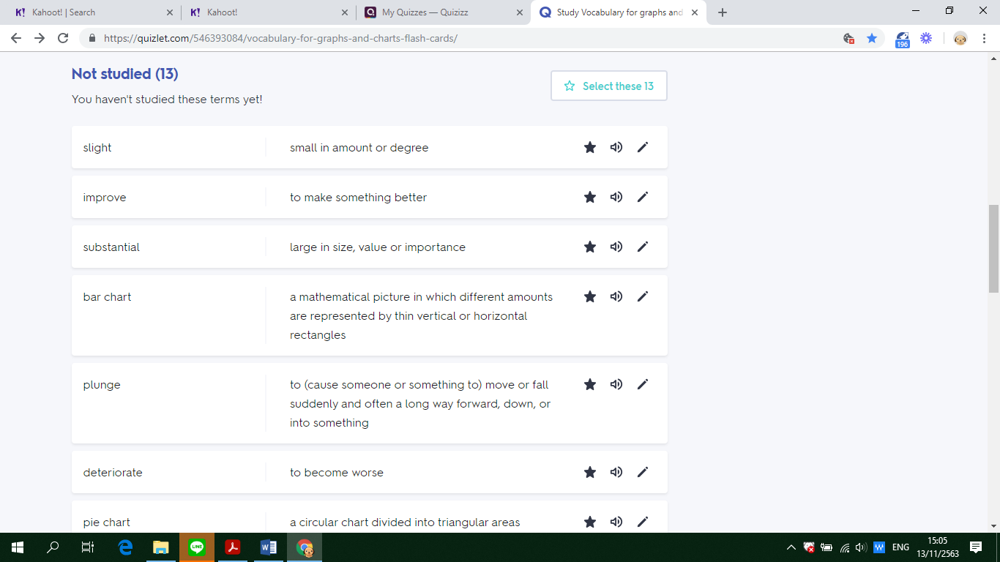 Kahoot! | Search
Kahoot!
My Quizzes — Quizizz
Study Vocabulary for graphs and
https://quizlet.com/546393084/vocabulary-for-graphs-and-charts-flash-cards/
196
Not studied (13)
Select these 13
You haven't studied these terms yet!
slight
small in amount or degree
improve
to make something better
substantial
large in size, value or importance
bar chart
a mathematical picture in which different amounts
are represented by thin vertical or horizontal
rectangles
plunge
to (cause someone or something to) move or fall
suddenly and often a long way forward, down, or
into something
deteriorate
to become worse
pie chart
a circular chart divided into triangular areas
LINE
W
ENG
15:05
13/11/2563